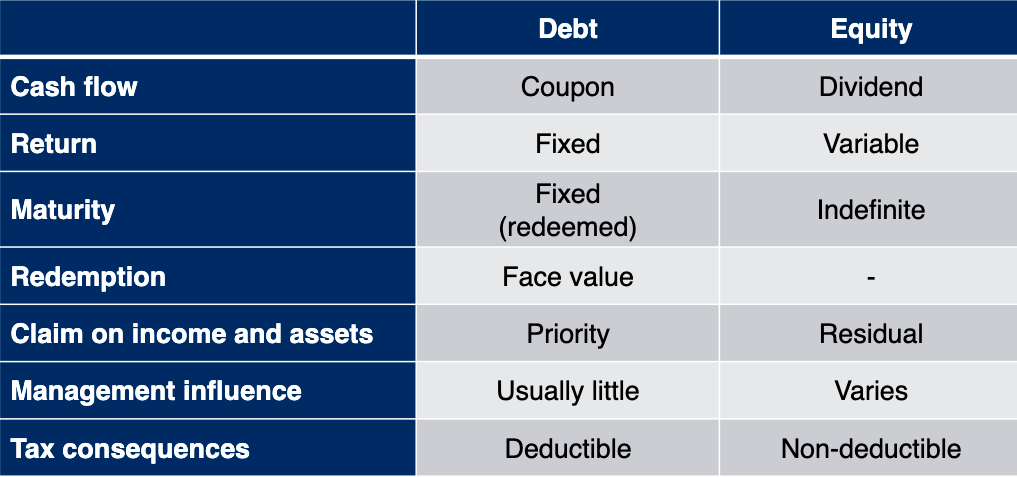 Debt Equity
Cash flow Coupon Dividend
Return Fixed Variable
Maturity Fixed (redeemed) Indefinite
Redemption Face value -
Claim on income and assets Priority Residual
Management influence Usually little Varies
Tax consequences Deductible Non-deductible